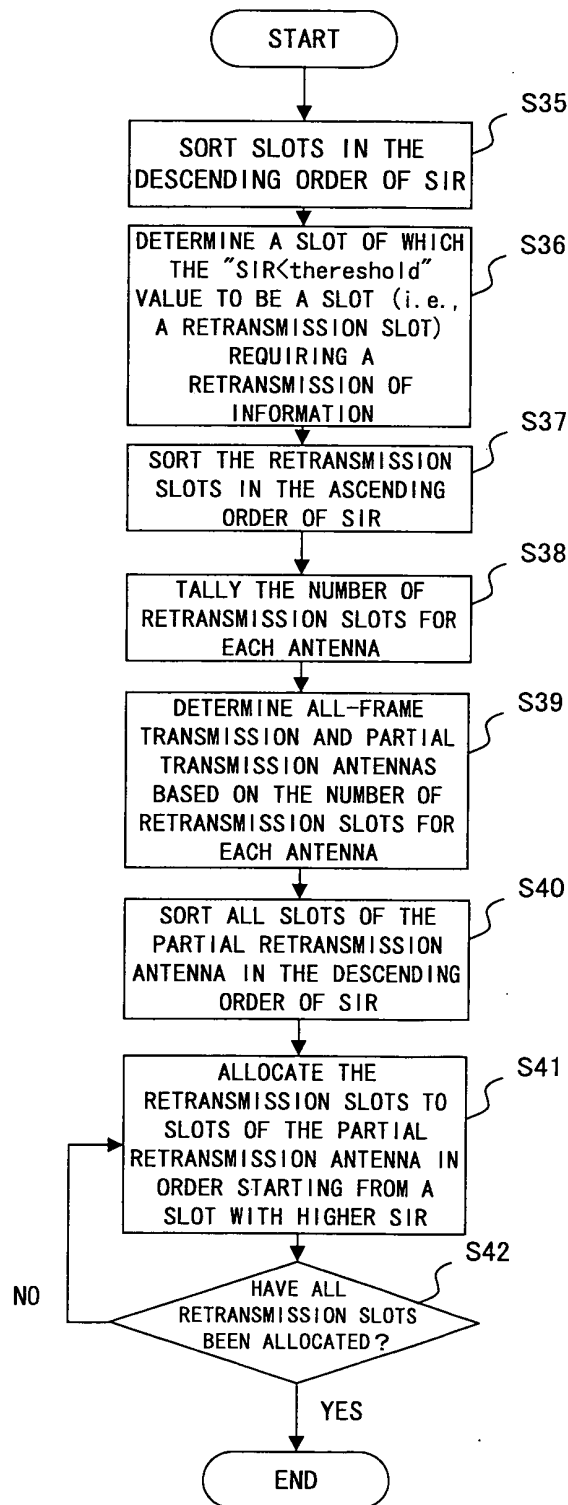 START
S35
SORT SLOTS IN THE
DESCENDING ORDER OF SIR
S36
DETERMINE A SLOT OF WHICH
THE "SIR<thereshold"
VALUE TO BE A SLOT (i.e.,
A RETRANSMISSION SLOT)
REQUIRING A
RETRANSMISSION OF
INFORMATION
S37
SORT THE RETRANSMISSION
SLOTS IN THE ASCENDING
ORDER OF SIR
S38
TALLY THE NUMBER OF
RETRANSMISSION SLOTS FOR
EACH ANTENNA
S39
DETERMINE ALL-FRAME
TRANSMISSION AND PARTIAL
TRANSMISSION ANTENNAS
BASED ON THE NUMBER OF
RETRANSMISSION SLOTS FOR
EACH ANTENNA
S40
SORT ALL SLOTS OF THE
PARTIAL RETRANSMISSION
ANTENNA IN THE DESCENDING
ORDER OF SIR
S41
ALLOCATE THE
RETRANSMISSION SLOTS TO
SLOTS OF THE PARTIAL
RETRANSMISSION ANTENNA IN
ORDER STARTING FROM A
SLOT WITH HIGHER SIR
S42
HAVE ALL
RETRANSMISSION SLOTS
BEEN ALLOCATED?
NO
YES
END